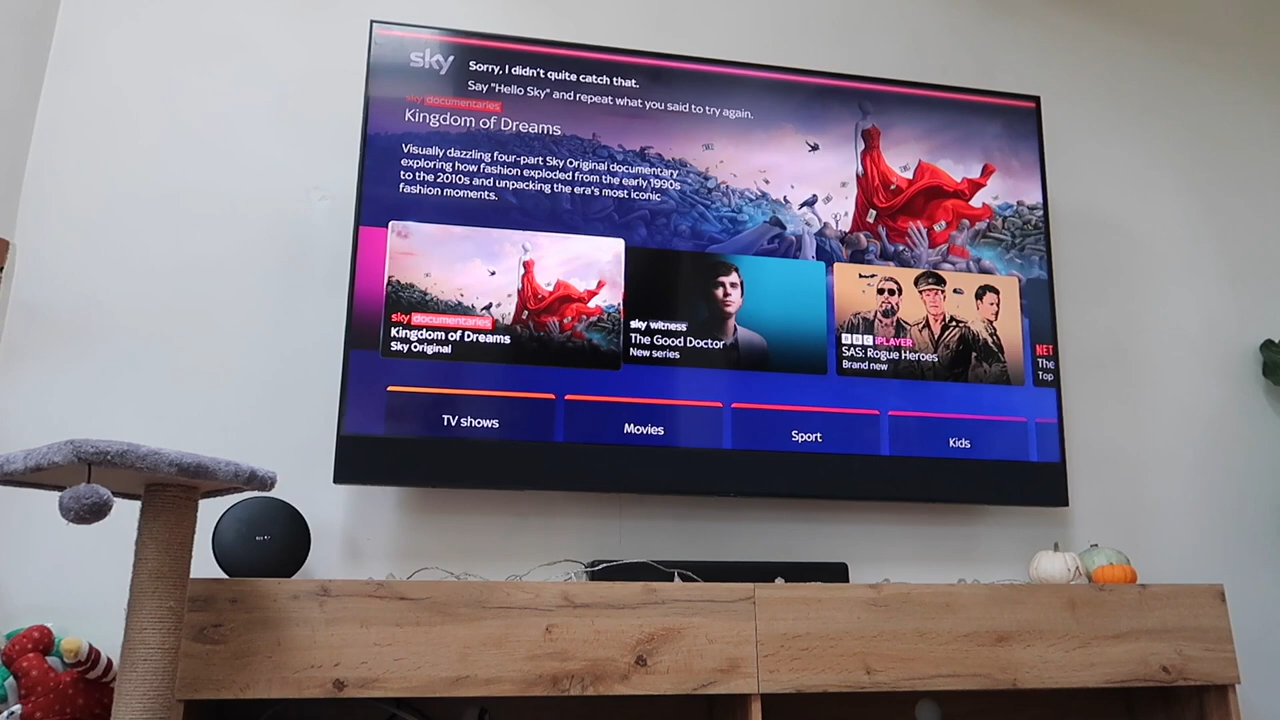 sky
Sorry, I didn't quite catch that.
Say "Hello Sky" and repeat what you said to try again.
sky documentaries
Kingdom of Dreams
Visually dazzling four-part Sky Original documentary
exploring how fashion exploded from the early 1990s
to the 2010s and unpacking the era's most iconic
fashion moments.
sky documentaries
Kingdom of Dreams
Sky Original
sky witness
The Good Doctor
New series
BBC iPLAYER
SAS: Rogue Heroes
Brand new
NET
The
Top
TV shows
Movies
Sport
Kids